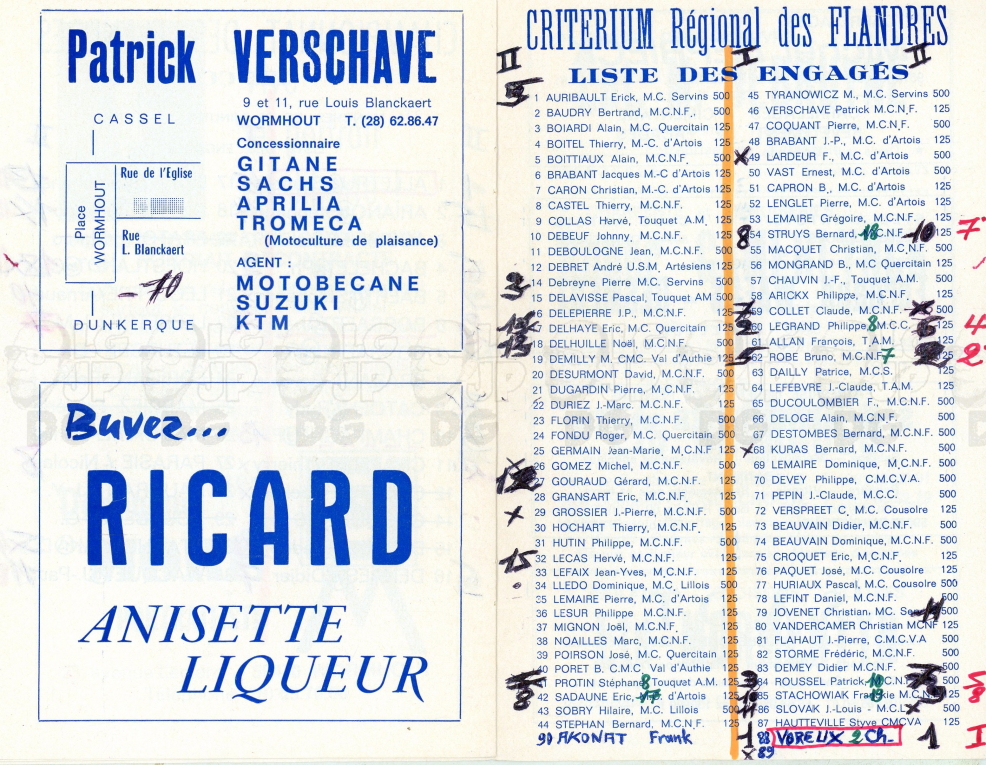 Patrick VERSCHAVE
9 et 11, rue Louis Blanckaert
WORMHOUT T. (28) 62.86.47
CASSEL
Rue de l'Eglise
Place WORMHOUT
Rue L. Blanckaert
DUNKERQUE
Concessionnaire
GITANE
SACHS
APRILIA
TROMECA
(Motoculture de plaisance)
AGENT :
MOTOBECANE
SUZUKI
KTM
Buvez...
RICARD
ANISETTE
LIQUEUR
CRITERIUM Régional des FLANDRES
LISTE DES ENGAGÉS
1 AURIBAULT Erick, M.C. Servins 500
2 BAUDRY Bertrand, M.C.N.F. 125
3 BOIARDI Alain, M.C. Quercitain 125
4 BOITEL Thierry, M.-C. d'Artois 125
5 BOITTIAUX Alain, M.C.N.F. 500
6 BRABANT Jacques M.-C d'Artois 125
7 CARON Christian, M.-C. d'Artois 125
8 CASTEL Thierry, M.C.N.F. 500
9 COLLAS Hervé, Touquet A.M. 125
10 DEBEUF Johnny, M.C.N.F. 500
11 DEBOULOGNE Jean, M.C.N.F. 500
12 DEBRET André U.S.M. Artésiens 125
14 Debreyne Pierre M.C. Servins 500
15 DELAVISSE Pascal, Touquet AM 500
16 DELEPIERRE J.P., M.C.N.F. 125
17 DELHAYE Eric, M.C. Quercitain 125
18 DELHUILLE Noël, M.C.N.F. 500
19 DEMILLY M. CMC. Val d'Authie 125
20 DESURMONT David, M.C.N.F. 500
21 DUGARDIN Pierre, M.C.N.F. 125
22 DURIEZ J.-Marc. M.C.N.F. 125
23 FLORIN Thierry, M.C.N.F. 500
24 FONDU Roger, M.C. Quercitain 500
25 GERMAIN Jean-Marie, M.C.N.F 125
26 GOMEZ Michel, M.C.N.F. 500
27 GOURAUD Gérard, M.C.N.F. 125
28 GRANSART Eric, M.C.N.F. 125
29 GROSSIER J.-Pierre, M.C.N.F. 500
30 HOCHART Thierry, M.C.N.F. 125
31 HUTIN Philippe, M.C.N.F. 500
32 LECAS Hervé, M.C.N.F. 125
33 LEFAIX Jean-Yves, M.C.N.F. 125
34 LLEDO Dominique, M.C. Lillois 500
35 LEMAIRE Pierre, M.C. d'Artois 125
36 LESUR Philippe M.C.N.F. 125
37 MIGNON Joël, M.C.N.F. 125
38 NOAILLES Marc, M.C.N.F. 125
39 POIRSON José, M.C. Quercitain 125
40 PORET B. C.M.C. Val d'Authie 125
41 PROTIN Stéphane, Touquet A.M. 125
42 SADAUNE Eric, d'Artois 125
43 SOBRY Hilaire, M.C. Lillois 500
44 STEPHAN Bernard, M.C.N.F. 125
90 AKONAT Frank
45 TYRANOWICZ M., M.C. Servins 500
46 VERSCHAVE Patrick M.C.N.F. 125
47 COQUANT Pierre, M.C.N.F. 125
48 BRABANT J.-P., M.C. d'Artois 125
49 LARDEUR F., M.C. d'Artois 500
50 VAST Ernest, M.C. d'Artois 125
51 CAPRON B., M.C. d'Artois 125
52 LENGLET Pierre, M.C. d'Artois 125
53 LEMAIRE Grégoire, M.C.N.F. 125
54 STRUYS Bernard, M.C.N.F. 125
55 MACQUET Christian, M.C.N.F. 500
56 MONGRAND B., M.C Quercitain 125
57 CHAUVIN J.-F., Touquet A.M. 125
58 ARICKX Philippe, M.C.N.F. 125
59 COLLET Claude, M.C.N.F. 500
60 LEGRAND Philippe, M.C.C.
61 ALLAN François, T.A.M. 125
62 ROBE Bruno, M.C.N.F.
63 DAILLY Patrice, M.C.S. 125
64 LEFEBVRE J.-Claude, T.A.M. 125
65 DUCOULOMBIER F., M.C.N.F. 500
66 DELOGE Alain, M.C.N.F. 500
67 DESTOMBES Bernard, M.C.N.F. 500
68 KURAS Bernard, M.C.N.F. 500
69 LEMAIRE Dominique, M.C.N.F. 500
70 DEVEY Philippe, C.M.C.V.A. 500
71 PEPIN J.-Claude, M.C.C. 500
72 VERSPREET C., M.C. Cousolre 125
73 BEAUVAIN Didier, M.C.N.F. 500
74 BEAUVAIN Dominique, M.C.N.F. 500
75 CROQUET Eric, M.C.N.F. 125
76 PAQUET José, M.C. Cousolre 125
77 HURIAUX Pascal, M.C. Cousolre 500
78 LEFINT Daniel, M.C.N.F. 125
79 JOVENET Christian, MC. 500
80 VANDERCAMER Christian MCNF 125
81 FLAHAUT J.-Pierre, C.M.C.V.A 500
82 STORME Frédéric, M.C.N.F. 500
83 DEMEY Didier M.C.N.F. 500
84 ROUSSEL Patrick, M.C.N.F. 125
85 STACHOWIAK Frankie M.C.N.F. 125
86 SLOVAK J.-Louis - M.C.L. 500
87 HAUTTEVILLE Styve CMCVA 125
88 VOREUX 2 Ch.
89